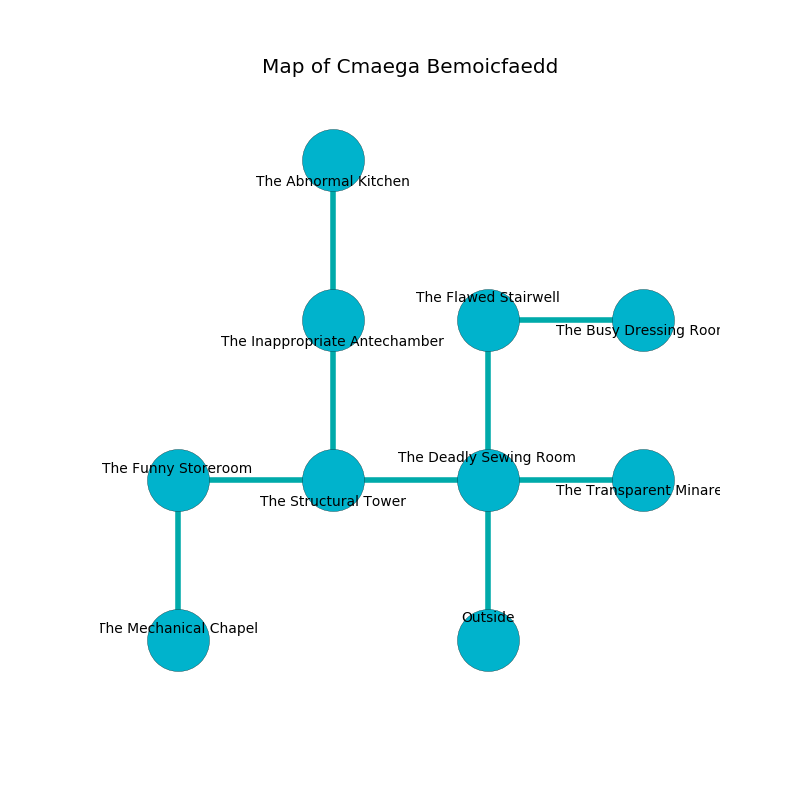 Map of Cmaega Bemoicfaedd
The Abnormal Kitchen
The Flawed Stairwell
The Busy Dressing Roor
The Inappropriate Antechamber
The Deadly Sewing Room
The Funny Storeroom
The Transparent Minare
The Structural Tower
Outside
The Mechanical Chapel